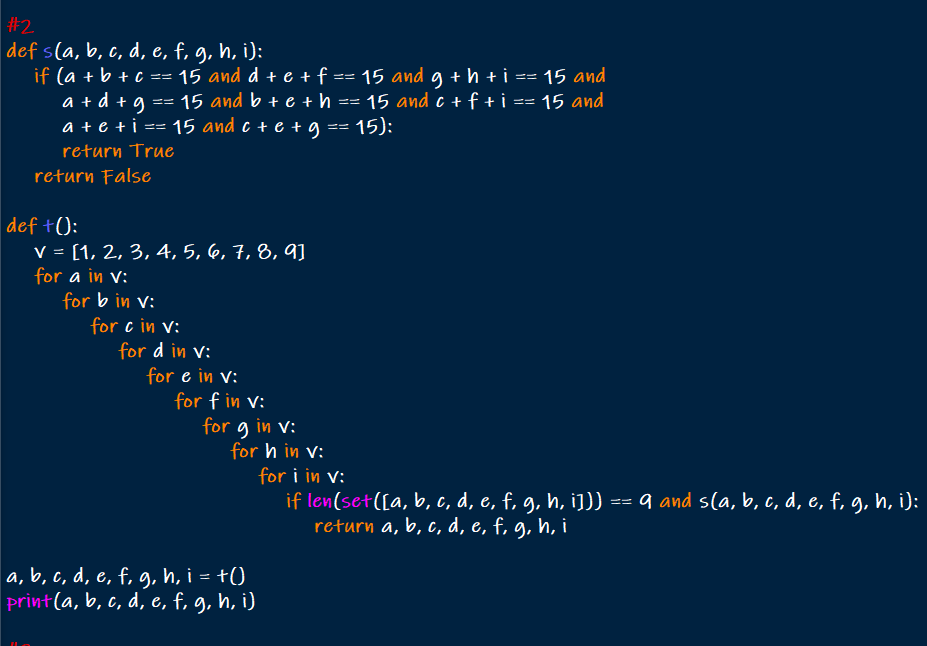 #2
def s(a, b, c, d, e, f, g, h, i):
    if (a + b + c == 15 and d + e + f == 15 and g + h + i == 15 and
        a + d + g == 15 and b + e + h == 15 and c + f + i == 15 and
        a + e + i == 15 and c + e + g == 15):
        return True
    return False

def t():
    v = [1, 2, 3, 4, 5, 6, 7, 8, 9]
    for a in v:
        for b in v:
            for c in v:
                for d in v:
                    for e in v:
                        for f in v:
                            for g in v:
                                for h in v:
                                    for i in v:
                                        if len(set([a, b, c, d, e, f, g, h, i])) == 9 and s(a, b, c, d, e, f, g, h, i):
                                            return a, b, c, d, e, f, g, h, i

a, b, c, d, e, f, g, h, i = t()
print(a, b, c, d, e, f, g, h, i)